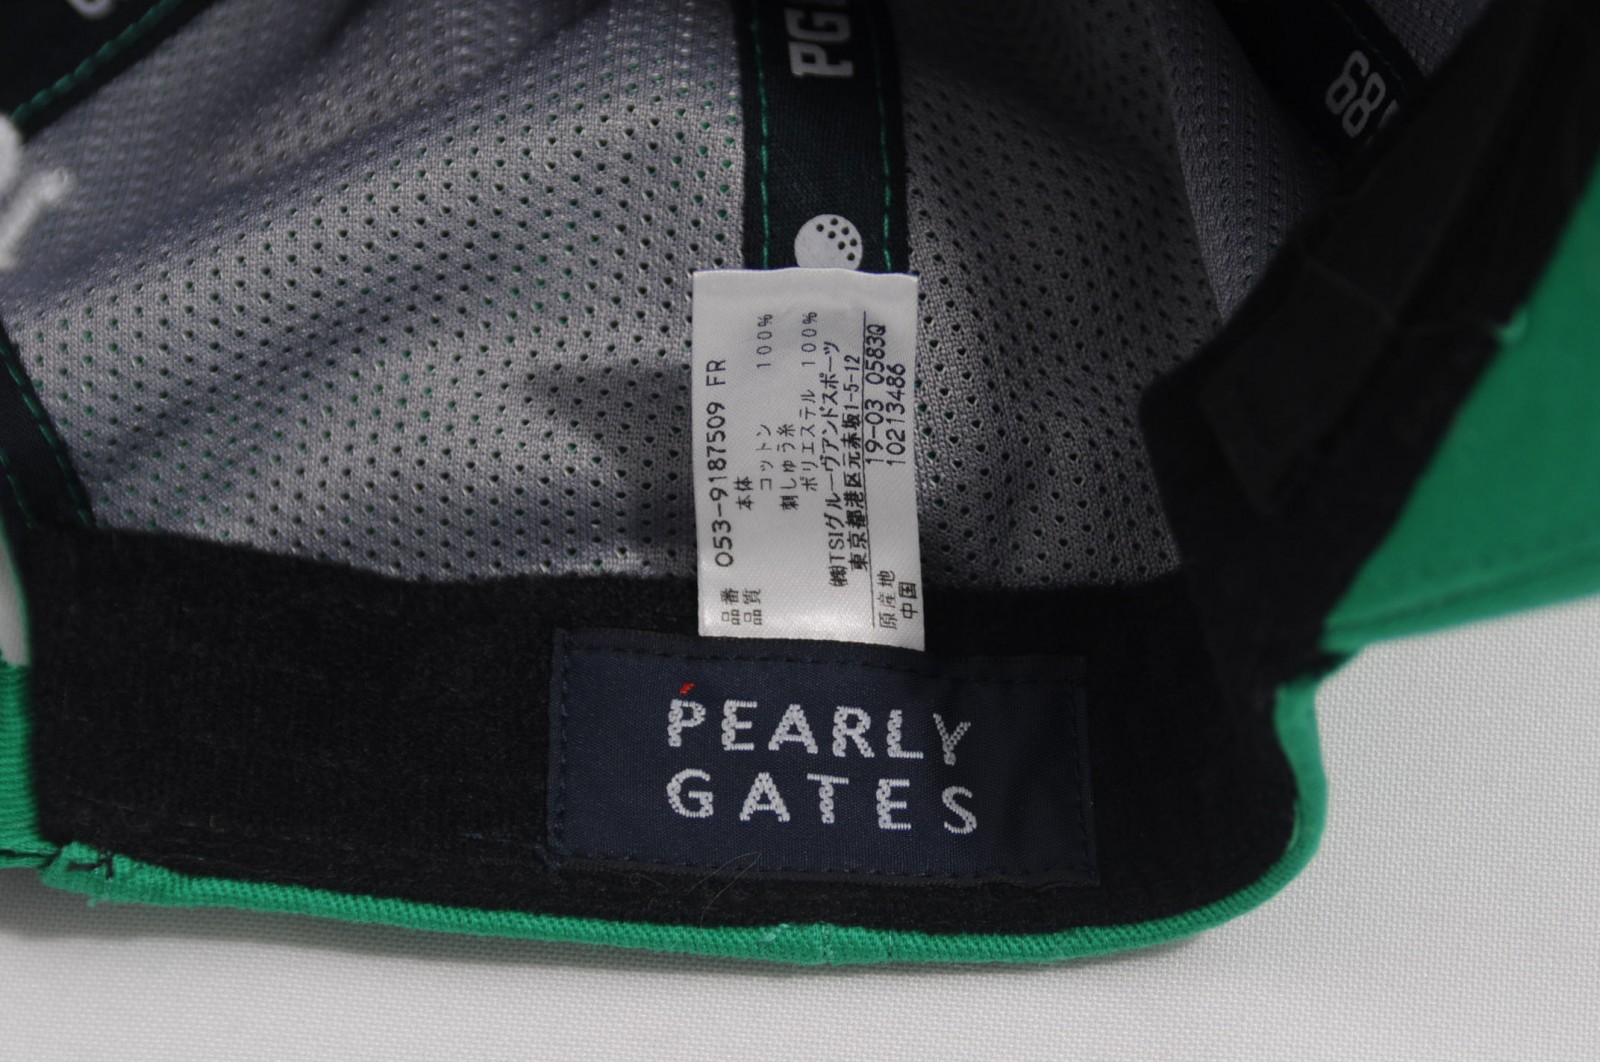 PG
68
品番 053-9187509 FR
品質 本体
コットン 100%
刺しゅう糸
ポリエステル 100%
㈱TSIグルーヴアンドスポーツ
東京都港区元赤坂1-5-12
原産地 19-03 0583Q
中国 10213486
PEARLY
GATES